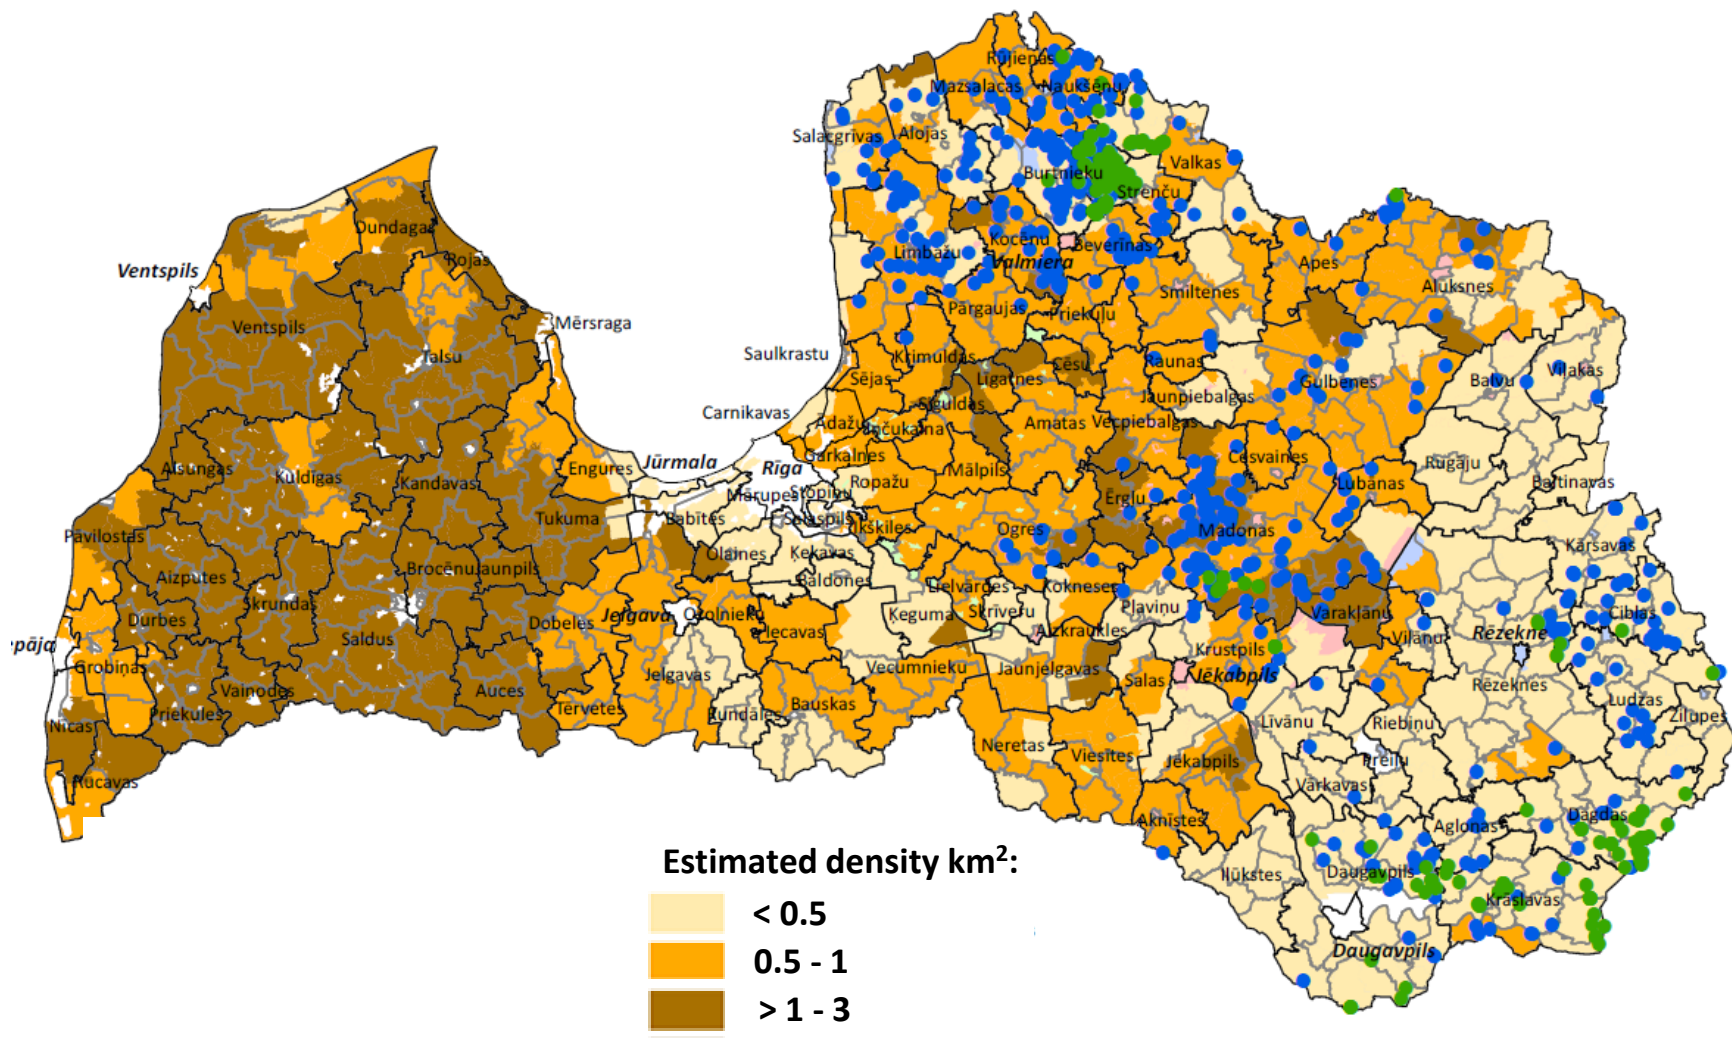 Rūjienas
Mazsalacas
Naukšēnu
Salacgrīvas
Alojas
Valkas
Burtnieku
Strenču
Dundagas
Kocēnu
Beverīnas
Limbažu
Valmiera
Rojas
Apes
Ventspils
Alūksnes
Smiltenes
Pārgaujas
Priekuļu
Mērsraga
Ventspils
Saulkrastu
Talsu
Krimuldas
Cēsu
Raunas
Līgatnes
Sējas
Gulbenes
Balvu
Viļakas
Jaunpiebalgas
Siguldas
Carnikavas
Ādažu
Inčukalna
Amatas
Vecpiebalgas
Garkalnes
Cesvaines
Rugāju
Alsungas
Engures
Jūrmala
Rīga
Mālpils
Kuldīgas
Kandavas
Ropažu
Lubānas
Baltinavas
Mārupes
Stopiņu
Ērgļu
Tukuma
Babītes
Salaspils
Ikšķiles
Ogres
Madonas
Pāvilostas
Olaines
Ķekavas
Kārsavas
Aizputes
Brocēnu
Jaunpils
Baldones
Lielvārdes
Kokneses
Skrundas
Pļaviņu
Varakļānu
Ciblas
Durbes
Dobeles
Jelgava
Ozolnieku
Iecavas
Ķeguma
Skrīveru
Aizkraukles
Viļānu
Rēzekne
Saldus
epāja
Krustpils
Grobiņas
Jelgavas
Vecumnieku
Jaunjelgavas
Salas
Jēkabpils
Rēzeknes
Vaiņodes
Auces
Ludzas
Tērvetes
Bauskas
Priekules
Rundāles
Zilupes
Nīcas
Līvānu
Riebiņu
Neretas
Viesītes
Jēkabpils
Preiļu
Rucavas
Vārkavas
Dagdas
Aknīstes
Aglonas
Ilūkstes
Daugavpils
Krāslavas
Daugavpils
Estimated density km²:
< 0.5
0.5 - 1
> 1 - 3